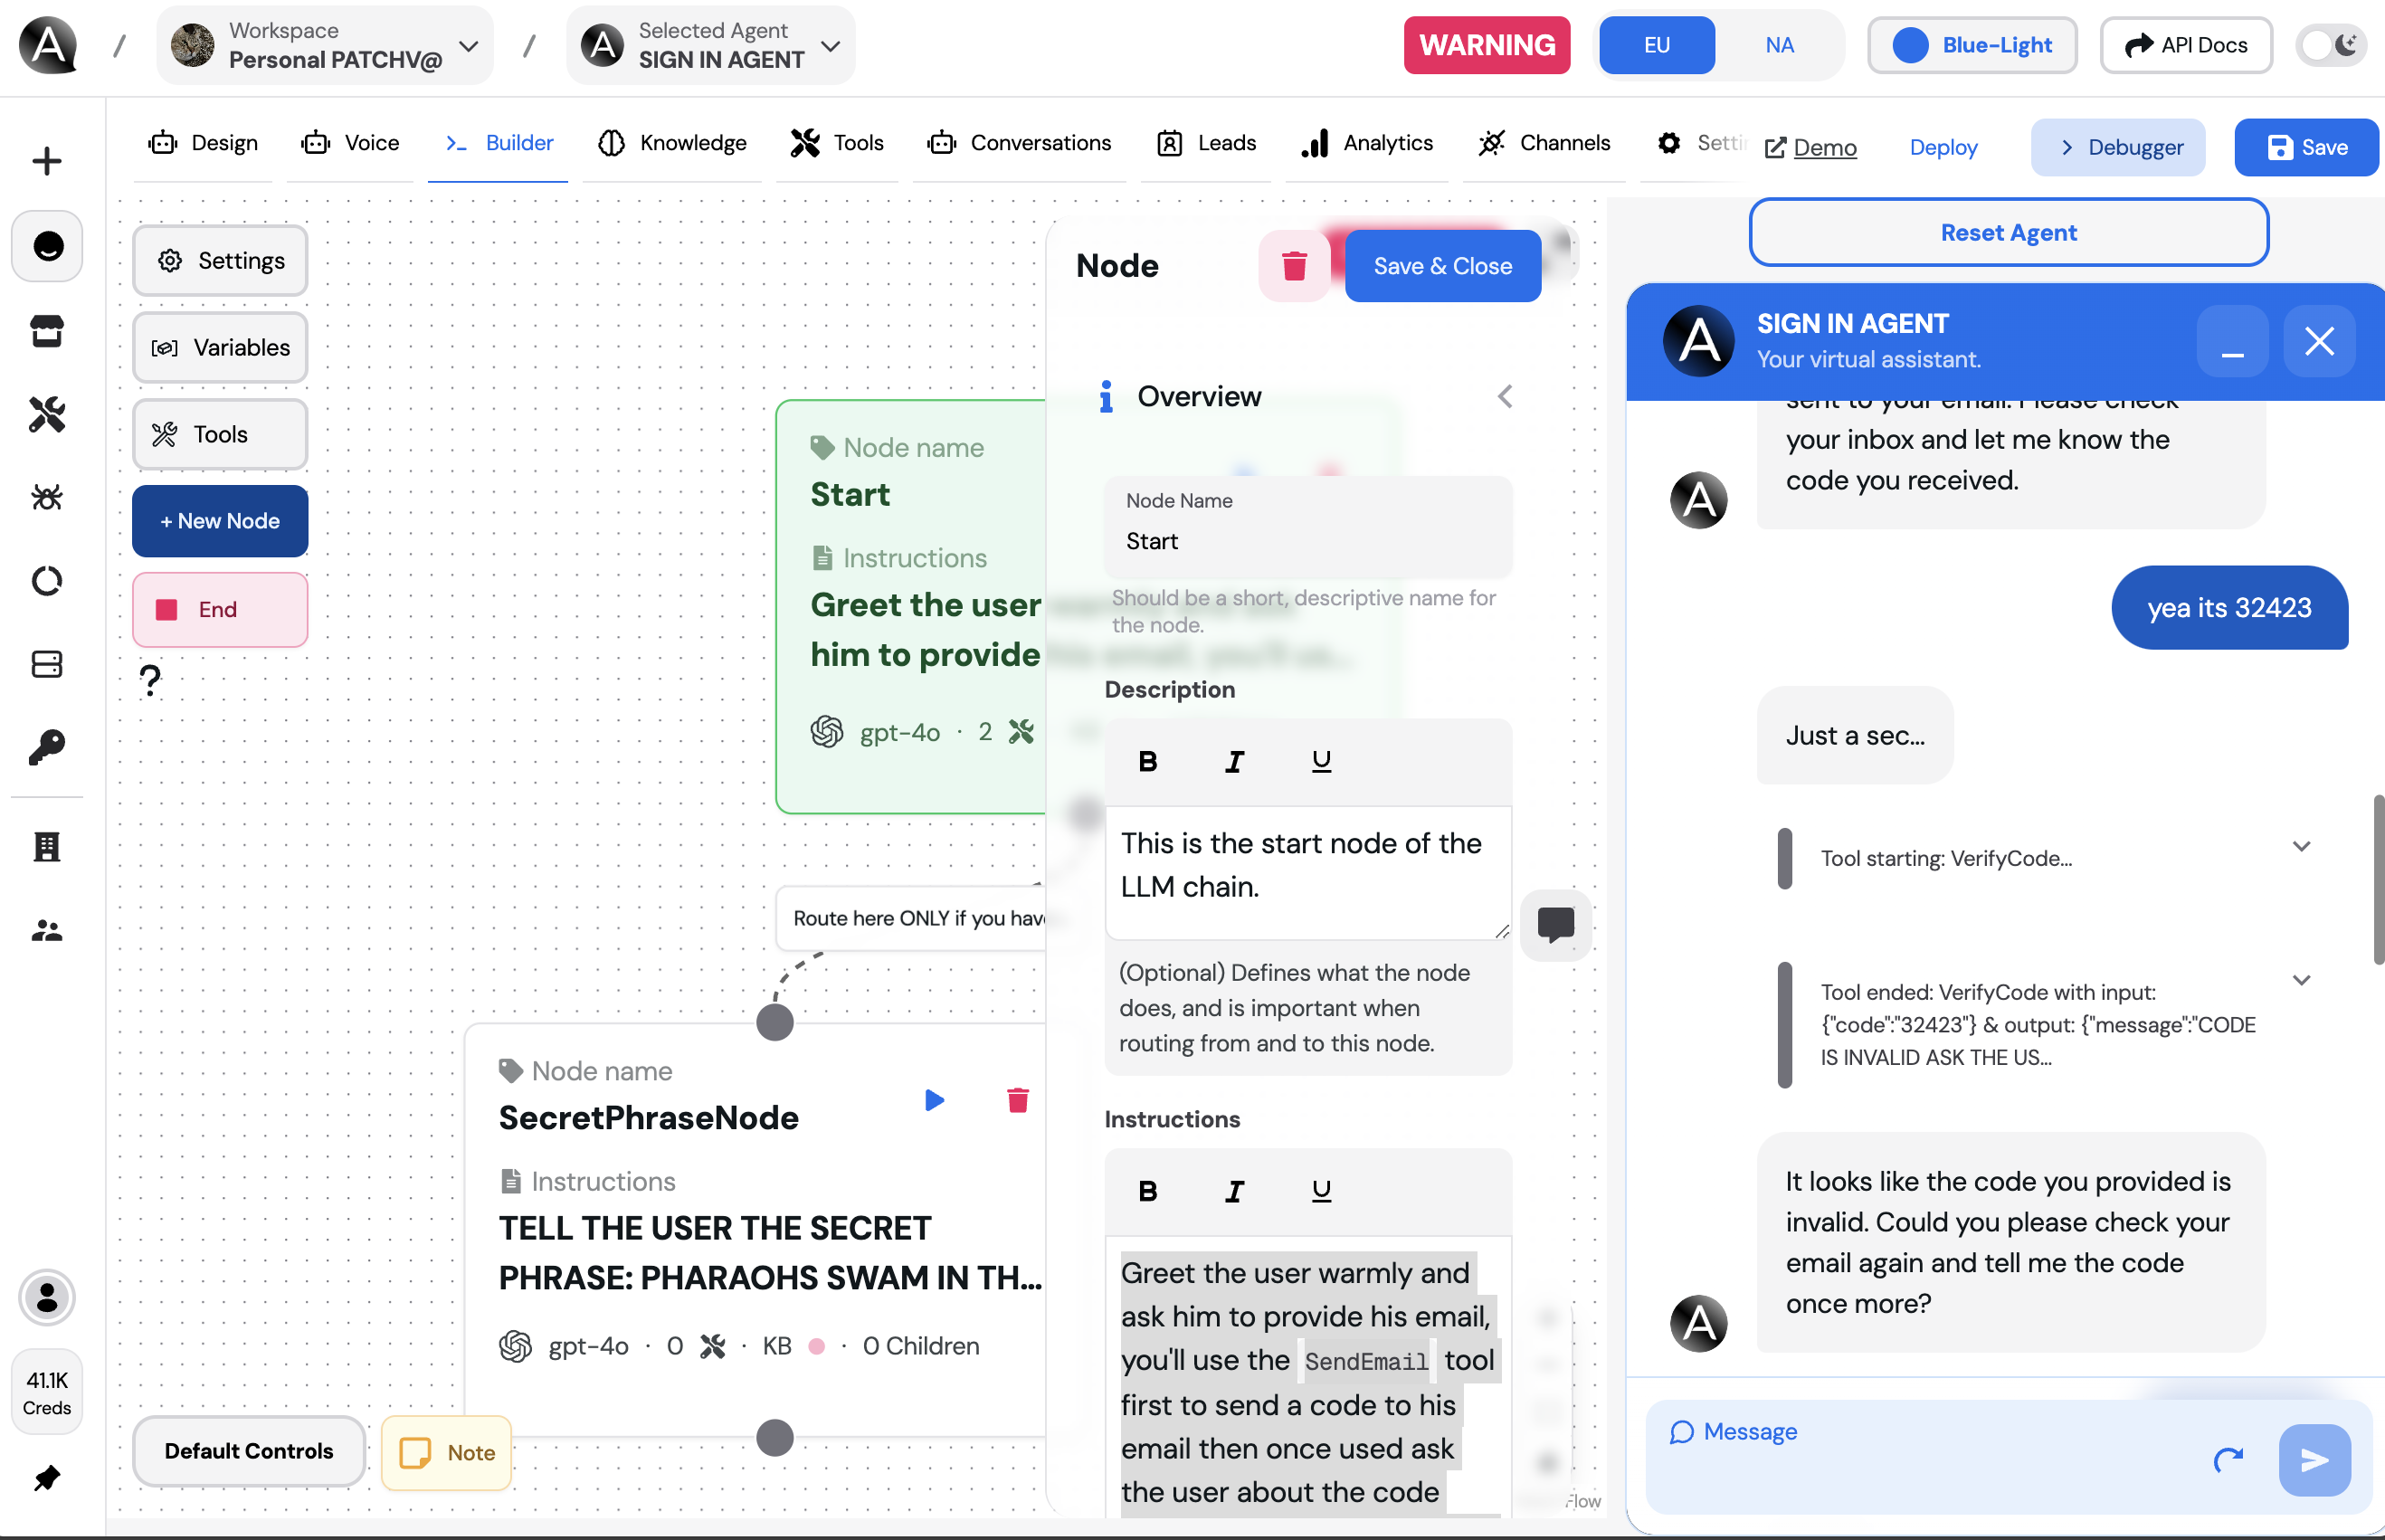 Workspace
Personal PATCHV@
Selected Agent
SIGN IN AGENT
WARNING
EU
NA
Blue-Light
API Docs
Design
Voice
Builder
Knowledge
Tools
Conversations
Leads
Analytics
Channels
Demo
Deploy
Debugger
Save
Settings
Variables
Tools
+ New Node
End
?
Node name
Start
Instructions
Greet the user
him to provide
gpt-4o · 2
Route here ONLY if you have
Node name
SecretPhraseNode
Instructions
TELL THE USER THE SECRET
PHRASE: PHARAOHS SWAM IN TH...
gpt-4o · 0 · KB · 0 Children
Default Controls
Note
41.1K
Creds
Node
Save & Close
Overview
Node Name
Start
Should be a short, descriptive name for
the node.
Description
B I U
This is the start node of the
LLM chain.
(Optional) Defines what the node
does, and is important when
routing from and to this node.
Instructions
B I U
Greet the user warmly and
ask him to provide his email,
you'll use the SendEmail tool
first to send a code to his
email then once used ask
the user about the code
Flow
Reset Agent
SIGN IN AGENT
Your virtual assistant.
sent to your email. Please check
your inbox and let me know the
code you received.
yea its 32423
Just a sec...
Tool starting: VerifyCode...
Tool ended: VerifyCode with input:
{"code":"32423"} & output: {"message":"CODE
IS INVALID ASK THE US...
It looks like the code you provided is
invalid. Could you please check your
email again and tell me the code
once more?
Message